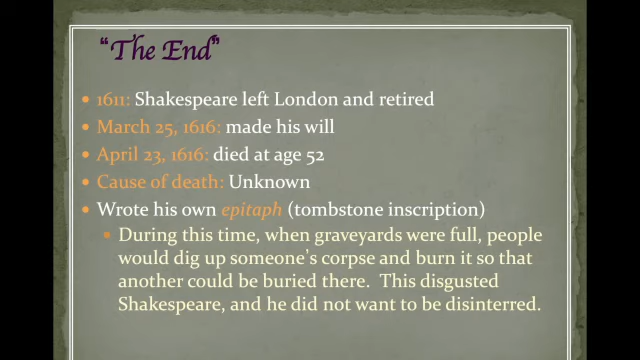 “The End”
• 1611: Shakespeare left London and retired
• March 25, 1616: made his will
• April 23, 1616: died at age 52
• Cause of death: Unknown
• Wrote his own epitaph (tombstone inscription)
• During this time, when graveyards were full, people
would dig up someone’s corpse and burn it so that
another could be buried there.  This disgusted
Shakespeare, and he did not want to be disinterred.